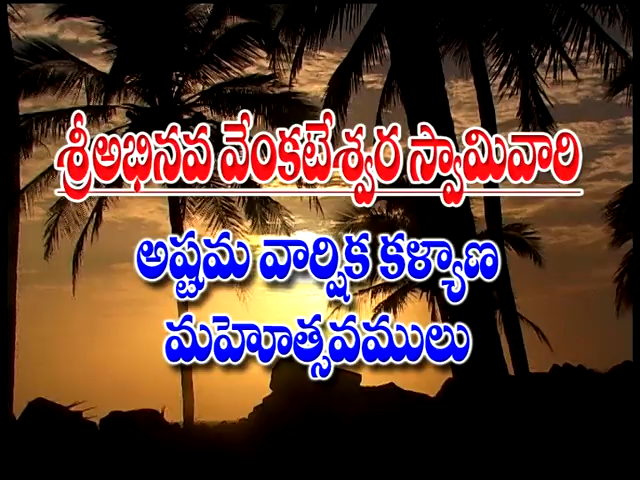 శ్రీఅభినవ వేంకటేశ్వర స్వామివారి
అష్టమ వార్షిక కళ్యాణ
మహోత్సవములు